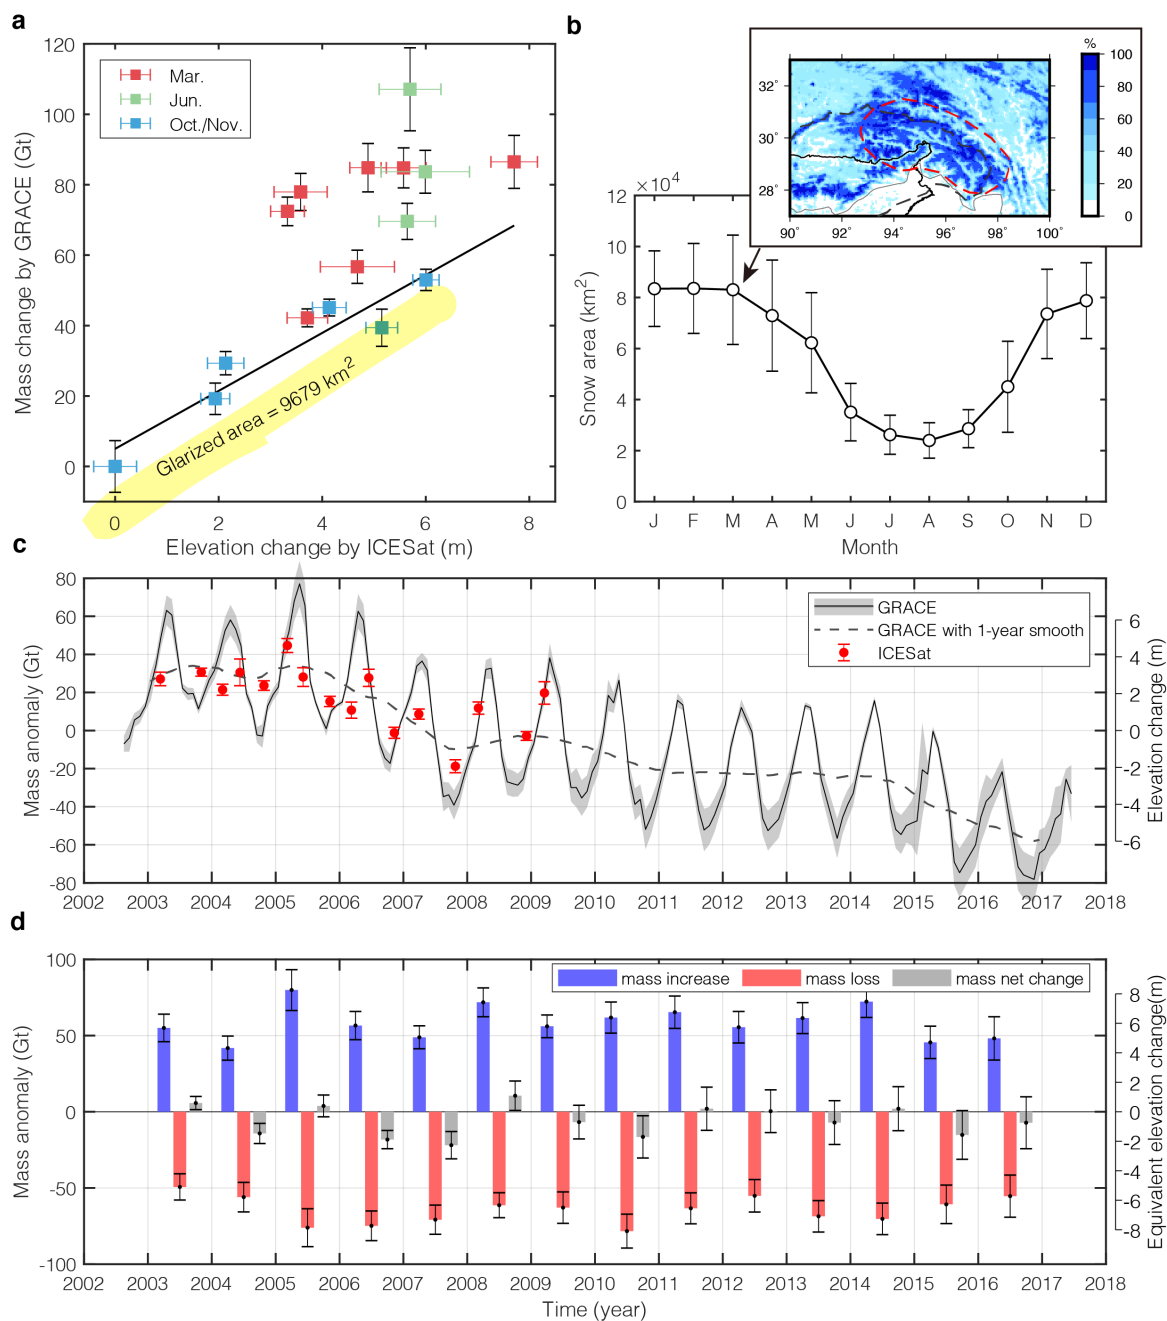 a
120
100
80
60
40
20
0
Mass change by GRACE (Gt)
Mar.
Jun.
Oct./Nov.
Glarized area = 9679 km²
0 2 4 6 8
Elevation change by ICESat (m)
b
%
100
80
60
40
20
0
32°
30°
28°
90° 92° 94° 96° 98° 100°
12 ×10⁴
10
8
6
4
2
0
Snow area (km²)
J F M A M J J A S O N D
Month
c
80
60
40
20
0
-20
-40
-60
-80
Mass anomaly (Gt)
GRACE
GRACE with 1-year smooth
ICESat
6
4
2
0
-2
-4
-6
Elevation change (m)
2002 2003 2004 2005 2006 2007 2008 2009 2010 2011 2012 2013 2014 2015 2016 2017 2018
d
100
50
0
-50
-100
Mass anomaly (Gt)
mass increase mass loss mass net change
8
6
4
2
0
-2
-4
-6
-8
Equivalent elevation change(m)
2002 2003 2004 2005 2006 2007 2008 2009 2010 2011 2012 2013 2014 2015 2016 2017 2018
Time (year)